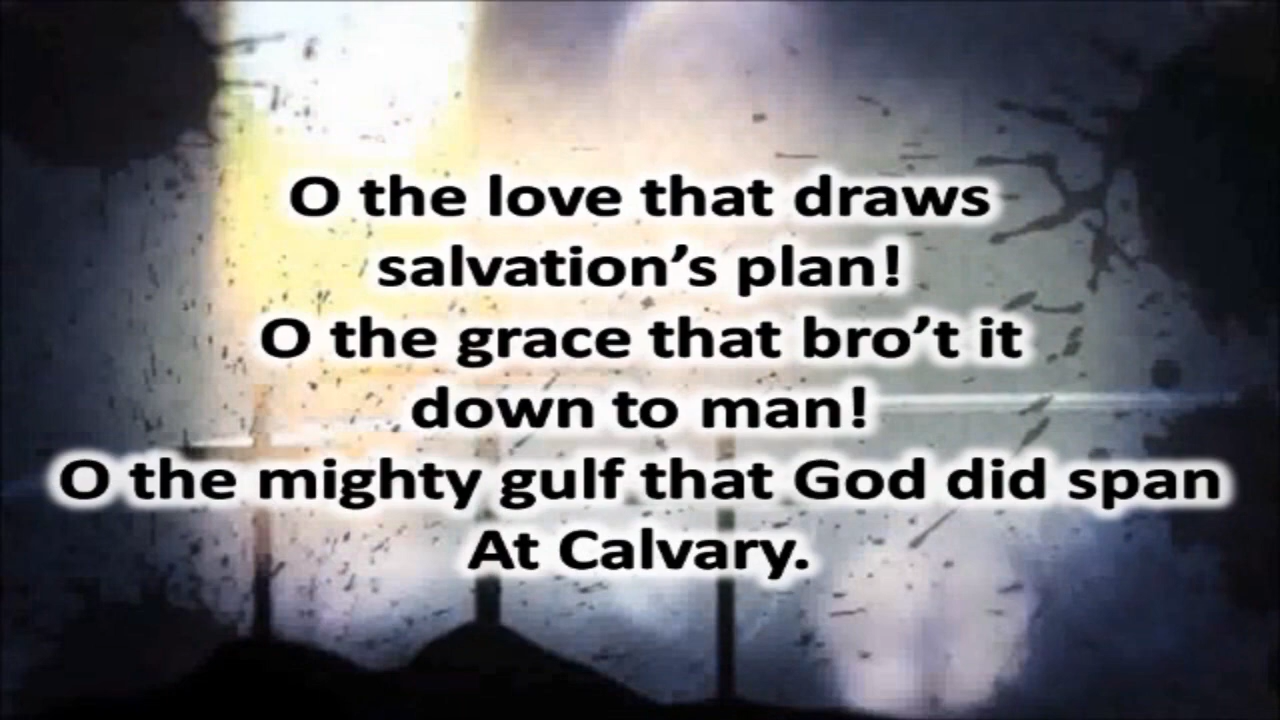 O the love that draws
salvation’s plan!
O the grace that bro’t it
down to man!
O the mighty gulf that God did span
At Calvary.